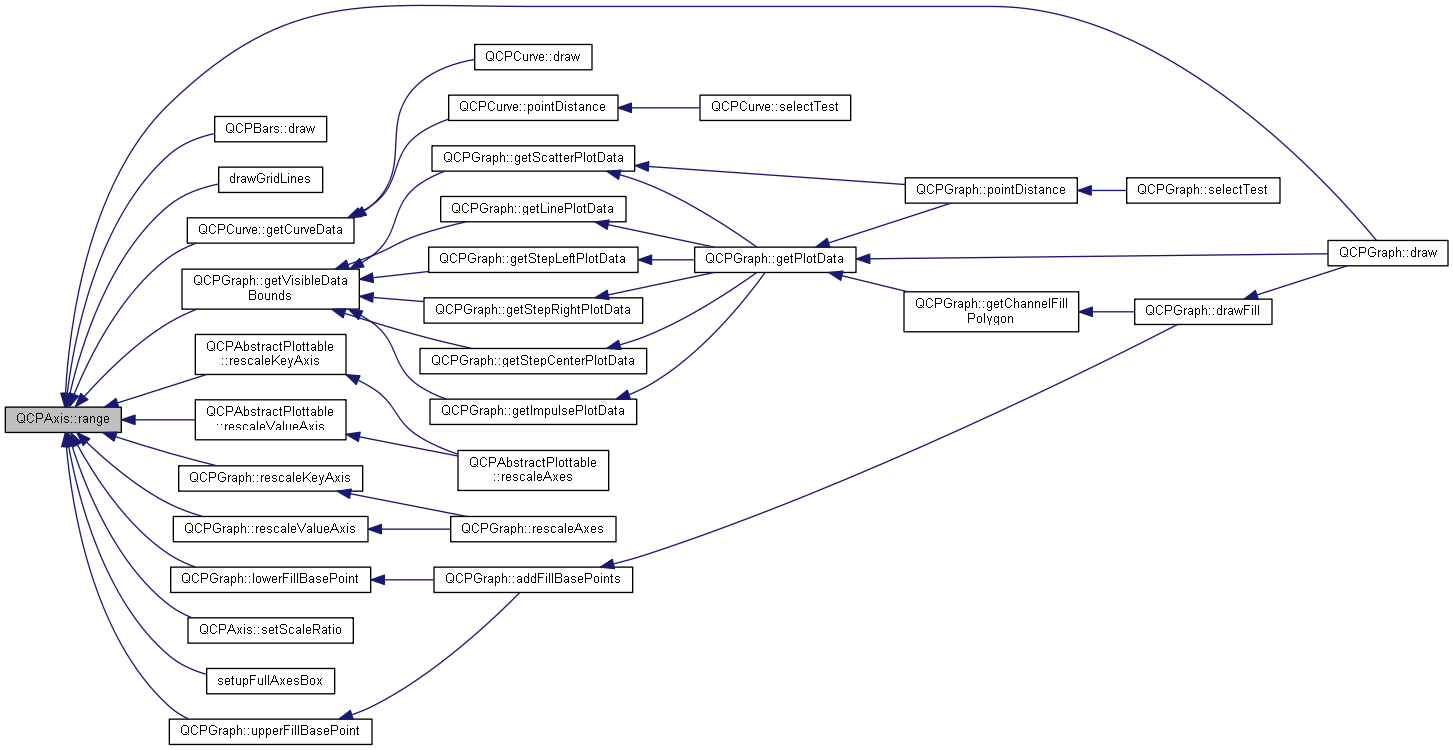 QCPAxis::range
QCPBars::draw
drawGridLines
QCPCurve::getCurveData
QCPGraph::getVisibleData
Bounds
QCPAbstractPlottable
::rescaleKeyAxis
QCPAbstractPlottable
::rescaleValueAxis
QCPGraph::rescaleKeyAxis
QCPGraph::rescaleValueAxis
QCPGraph::lowerFillBasePoint
QCPAxis::setScaleRatio
setupFullAxesBox
QCPGraph::upperFillBasePoint
QCPCurve::draw
QCPCurve::pointDistance
QCPGraph::getScatterPlotData
QCPGraph::getLinePlotData
QCPGraph::getStepLeftPlotData
QCPGraph::getStepRightPlotData
QCPGraph::getStepCenterPlotData
QCPGraph::getImpulsePlotData
QCPAbstractPlottable
::rescaleAxes
QCPGraph::rescaleAxes
QCPGraph::addFillBasePoints
QCPCurve::selectTest
QCPGraph::getPlotData
QCPGraph::pointDistance
QCPGraph::getChannelFill
Polygon
QCPGraph::selectTest
QCPGraph::drawFill
QCPGraph::draw